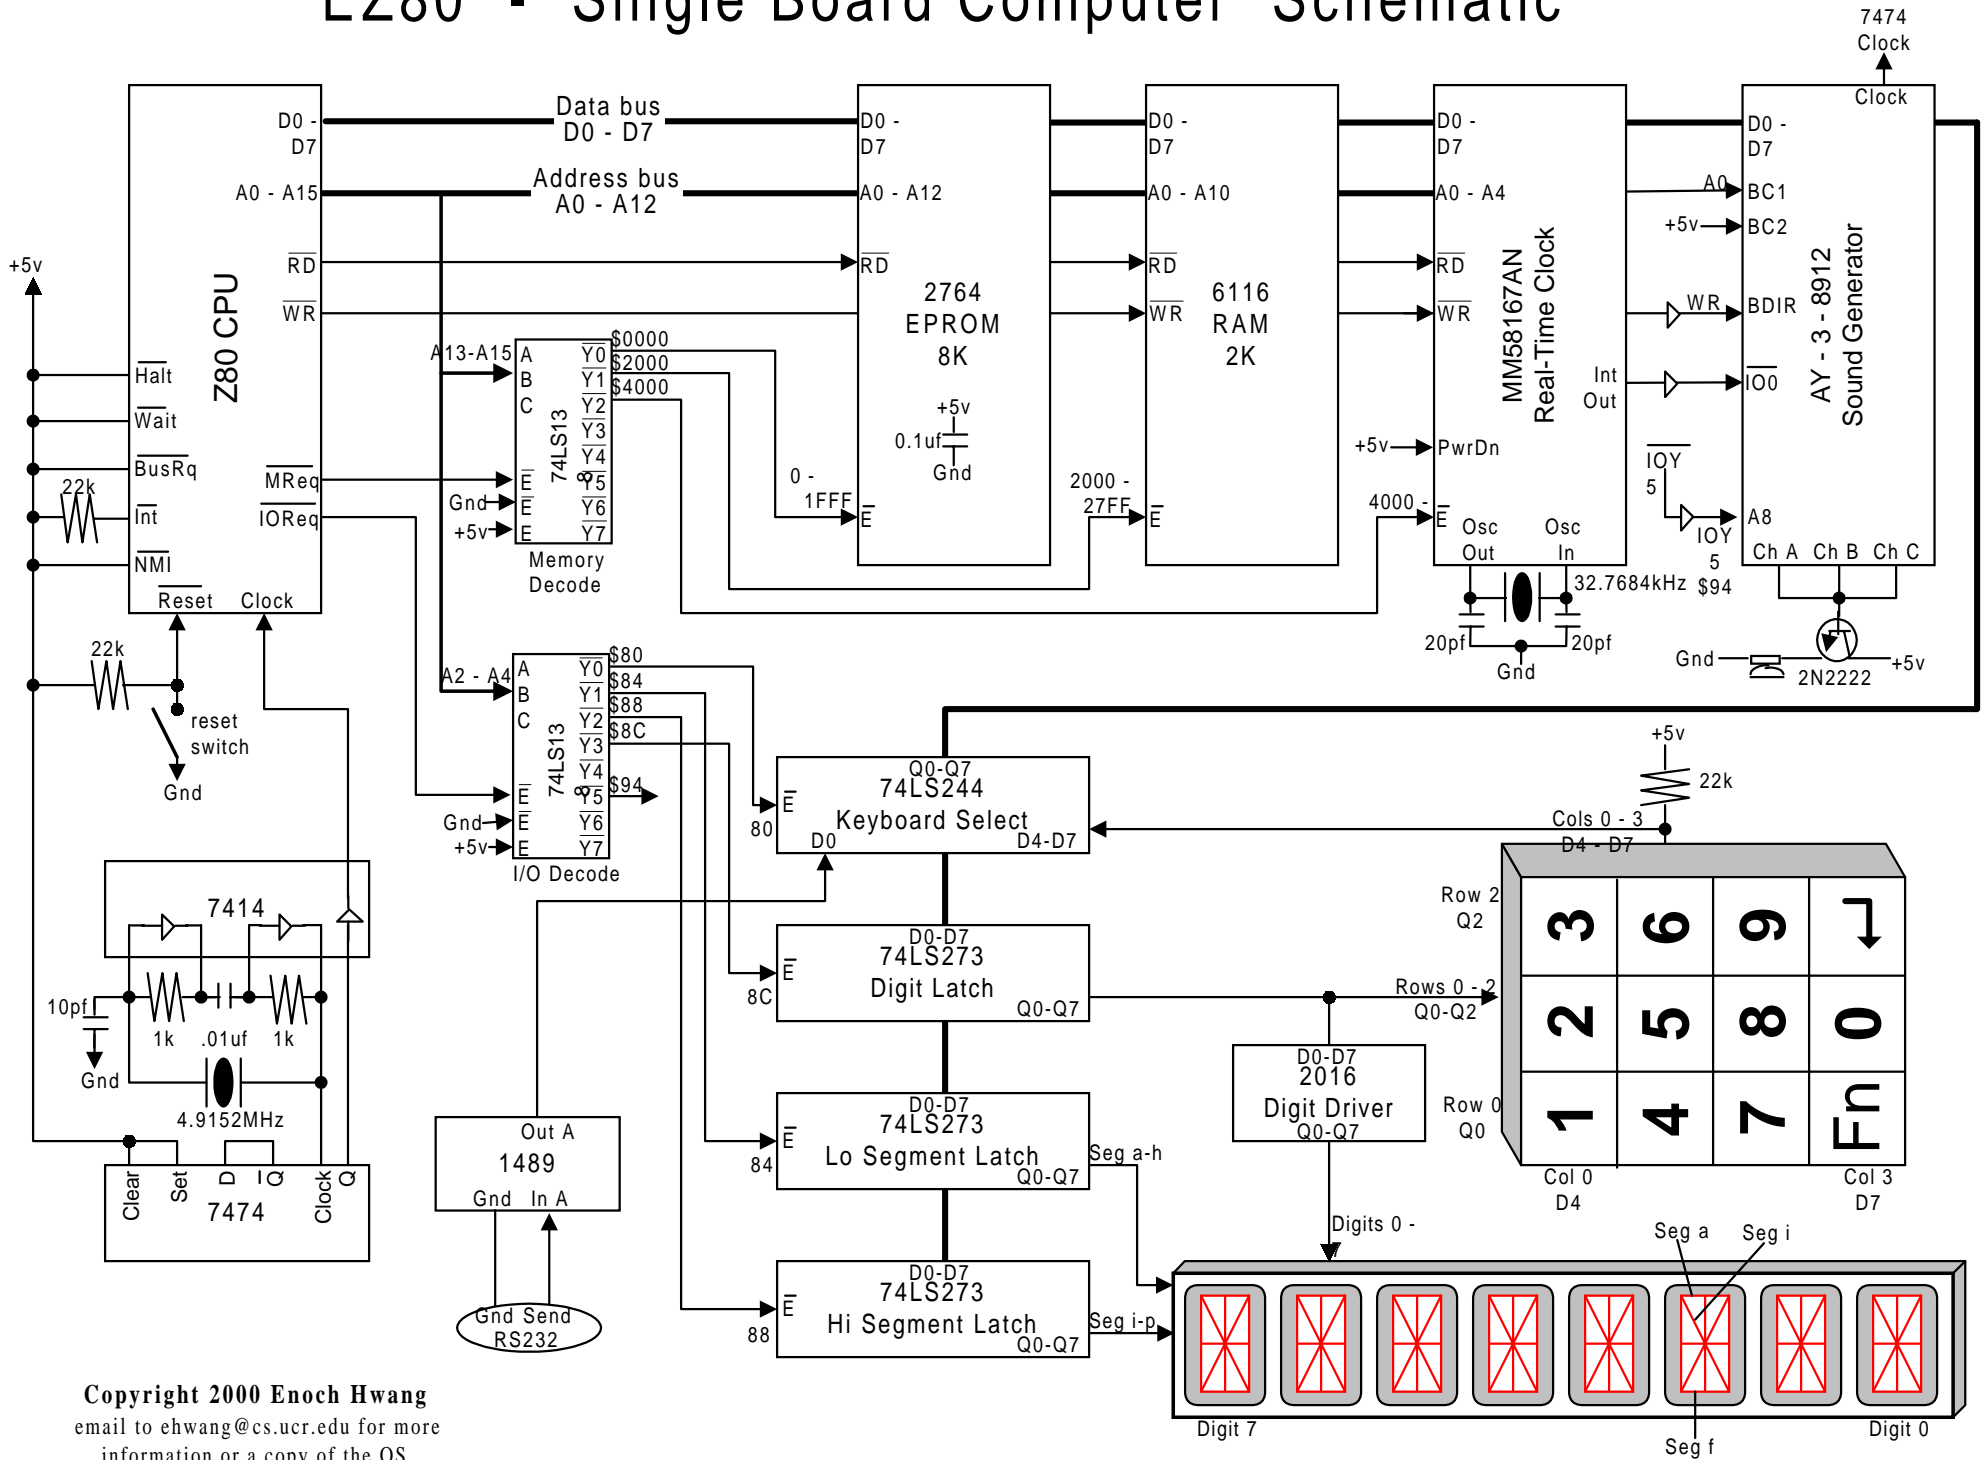 EZ80 - Single Board Computer Schematic
7474
Clock
Clock
D0 -
D7
Data bus
D0 - D7
D0 -
D7
D0 -
D7
D0 -
D7
D0 -
D7
A0 - A15
Address bus
A0 - A12
A0 - A12
A0 - A10
A0 - A4
A0
BC1
+5v
BC2
+5v
RD
RD
RD
RD
WR
WR
WR
WR
BDIR
Z80 CPU
2764
EPROM
8K
6116
RAM
2K
MM58167AN
Real-Time Clock
AY - 3 - 8912
Sound Generator
Int
Out
IO0
Halt
Wait
BusRq
22k
Int
NMI
MReq
IOReq
Reset
Clock
A13-A15
A
B
C
74LS13
8
Y0
Y1
Y2
Y3
Y4
Y5
Y6
Y7
$0000
$2000
$4000
E
Gnd
E
+5v
E
Memory
Decode
+5v
0.1uf
Gnd
0 -
1FFF
E
2000 -
27FF
E
+5v
PwrDn
4000 -
E
Osc
Out
Osc
In
32.7684kHz
20pf
20pf
Gnd
IOY
5
A8
IOY
5
$94
Ch A
Ch B
Ch C
Gnd
+5v
2N2222
22k
reset
switch
Gnd
A2 - A4
A
B
C
74LS13
8
Y0
Y1
Y2
Y3
Y4
Y5
Y6
Y7
$80
$84
$88
$8C
$94
E
Gnd
E
+5v
E
I/O Decode
Q0-Q7
74LS244
Keyboard Select
E
80
D0
D4-D7
+5v
22k
Cols 0 - 3
D4 - D7
7414
10pf
Gnd
1k
.01uf
1k
4.9152MHz
Clear
Set
D
Q
Clock
Q
7474
D0-D7
74LS273
Digit Latch
E
8C
Q0-Q7
Rows 0 - 2
Q0-Q2
Row 2
Q2
3
6
9
2
5
8
0
Row 0
Q0
1
4
7
Fn
Col 0
D4
Col 3
D7
D0-D7
2016
Digit Driver
Q0-Q7
Out A
1489
Gnd
In A
Gnd Send
RS232
D0-D7
74LS273
Lo Segment Latch
E
84
Q0-Q7
Seg a-h
Digits 0 -
7
D0-D7
74LS273
Hi Segment Latch
E
88
Q0-Q7
Seg i-p
Seg a
Seg i
Digit 7
Seg f
Digit 0
Copyright 2000 Enoch Hwang
email to ehwang@cs.ucr.edu for more
information or a copy of the OS